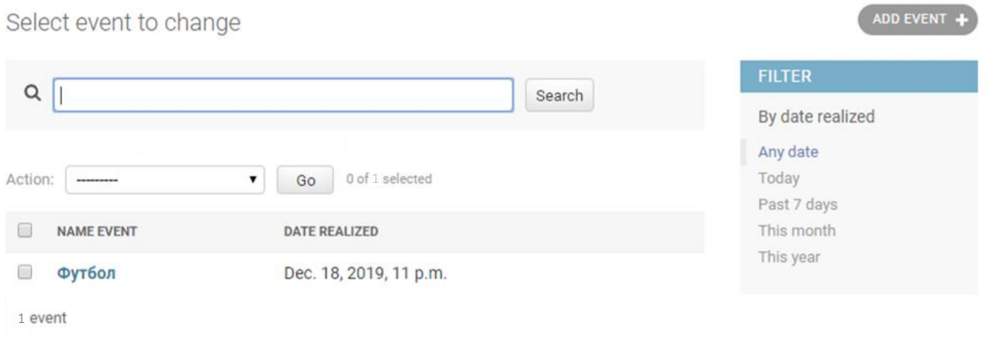 Select event to change
ADD EVENT +
Search
FILTER
By date realized
Any date
Today
Past 7 days
This month
This year
Action: --------- Go 0 of 1 selected
NAME EVENT DATE REALIZED
Футбол Dec. 18, 2019, 11 p.m.
1 event